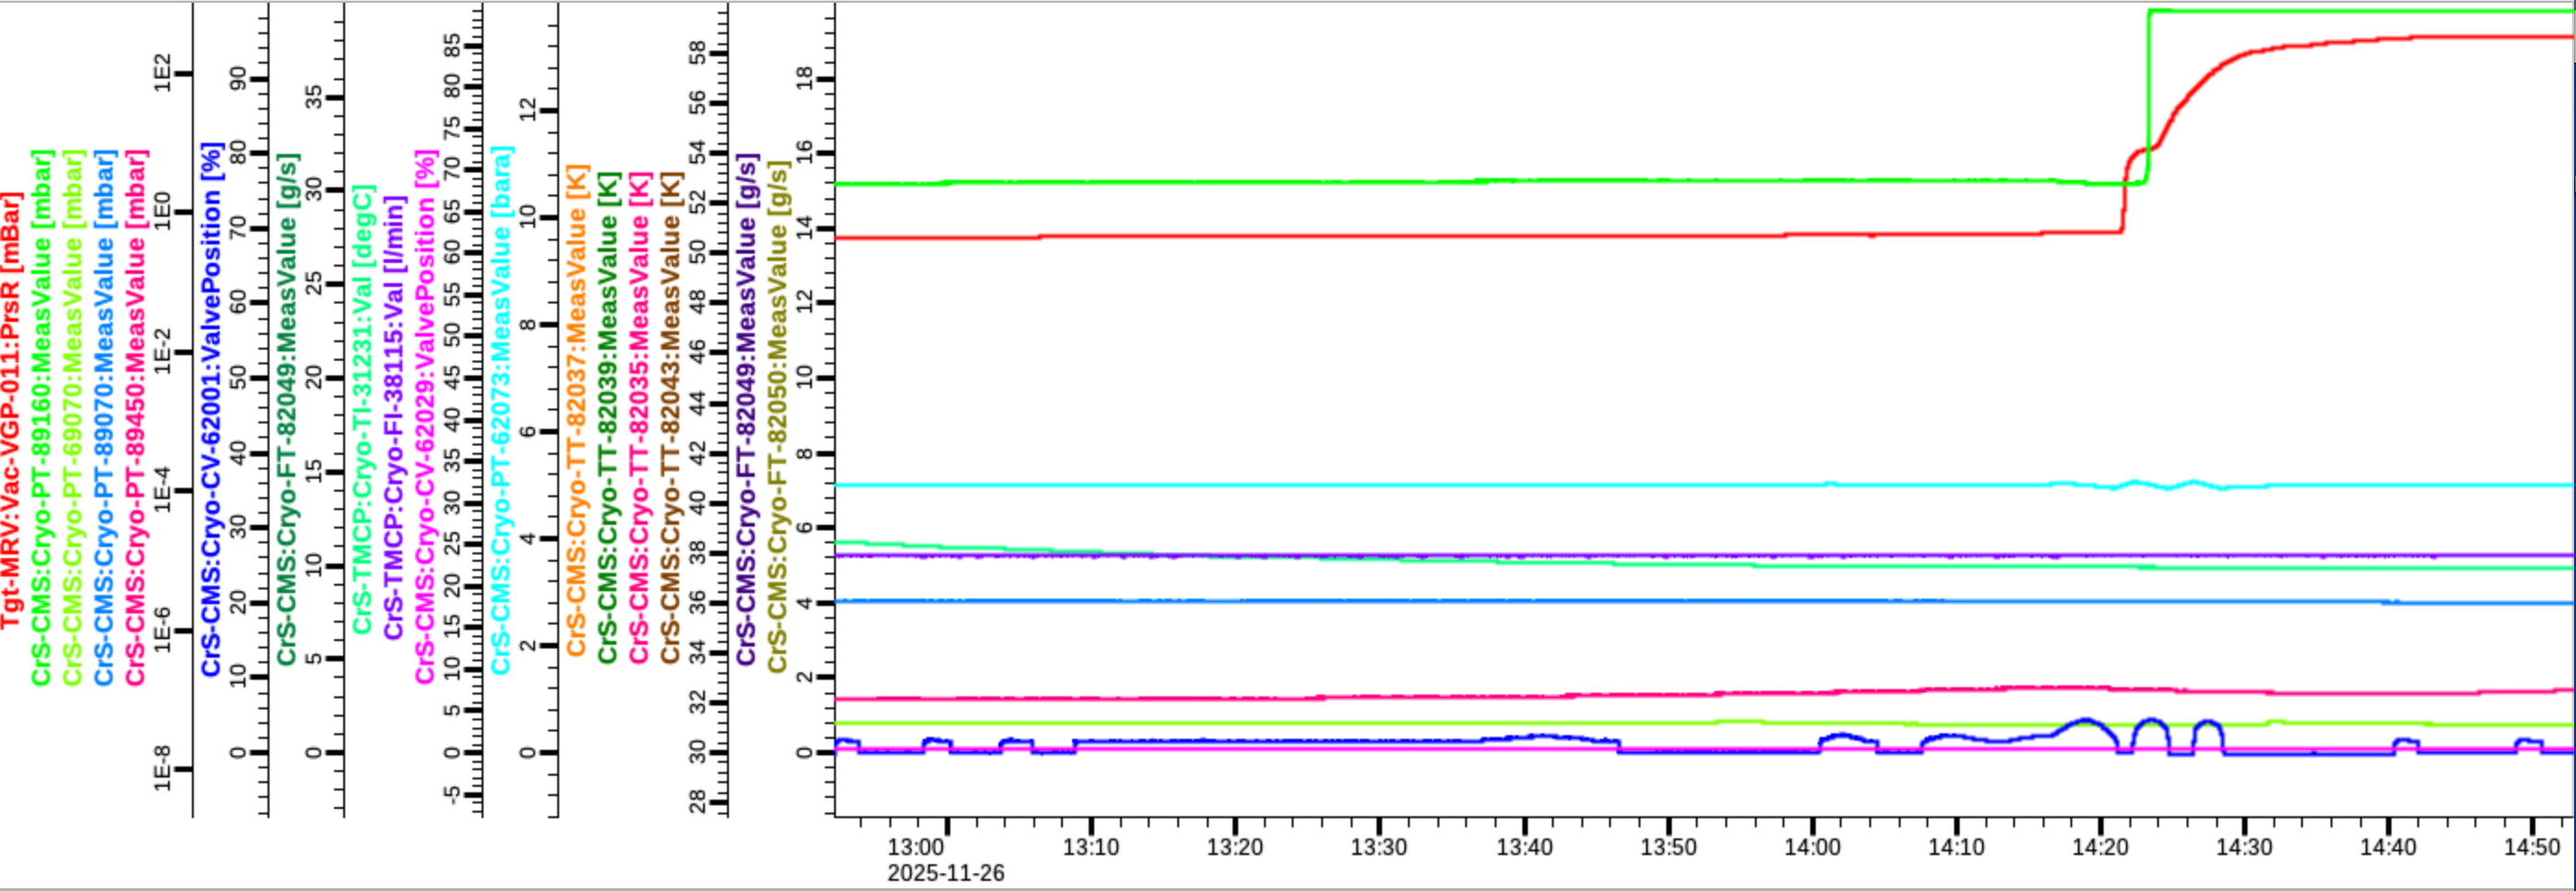 Tgt-MRV:Vac-VGP-011:PrsR [mBar]
CrS-CMS:Cryo-PT-89160:MeasValue [mbar]
CrS-CMS:Cryo-PT-69070:MeasValue [mbar]
CrS-CMS:Cryo-PT-89070:MeasValue [mbar]
CrS-CMS:Cryo-PT-89450:MeasValue [mbar]
1E2
1E0
1E-2
1E-4
1E-6
1E-8
CrS-CMS:Cryo-CV-62001:ValvePosition [%]
90
80
70
60
50
40
30
20
10
0
CrS-CMS:Cryo-FT-82049:MeasValue [g/s]
35
30
25
20
15
10
5
0
CrS-TMCP:Cryo-TI-31231:Val [degC]
CrS-TMCP:Cryo-FI-38115:Val [l/min]
CrS-CMS:Cryo-CV-62029:ValvePosition [%]
85
80
75
70
65
60
55
50
45
40
35
30
25
20
15
10
5
0
-5
CrS-CMS:Cryo-PT-62073:MeasValue [bara]
12
10
8
6
4
2
0
CrS-CMS:Cryo-TT-82037:MeasValue [K]
CrS-CMS:Cryo-TT-82039:MeasValue [K]
CrS-CMS:Cryo-TT-82035:MeasValue [K]
CrS-CMS:Cryo-TT-82043:MeasValue [K]
58
56
54
52
50
48
46
44
42
40
38
36
34
32
30
28
CrS-CMS:Cryo-FT-82049:MeasValue [g/s]
CrS-CMS:Cryo-FT-82050:MeasValue [g/s]
18
16
14
12
10
8
6
4
2
0
13:00 13:10 13:20 13:30 13:40 13:50 14:00 14:10 14:20 14:30 14:40 14:50
2025-11-26